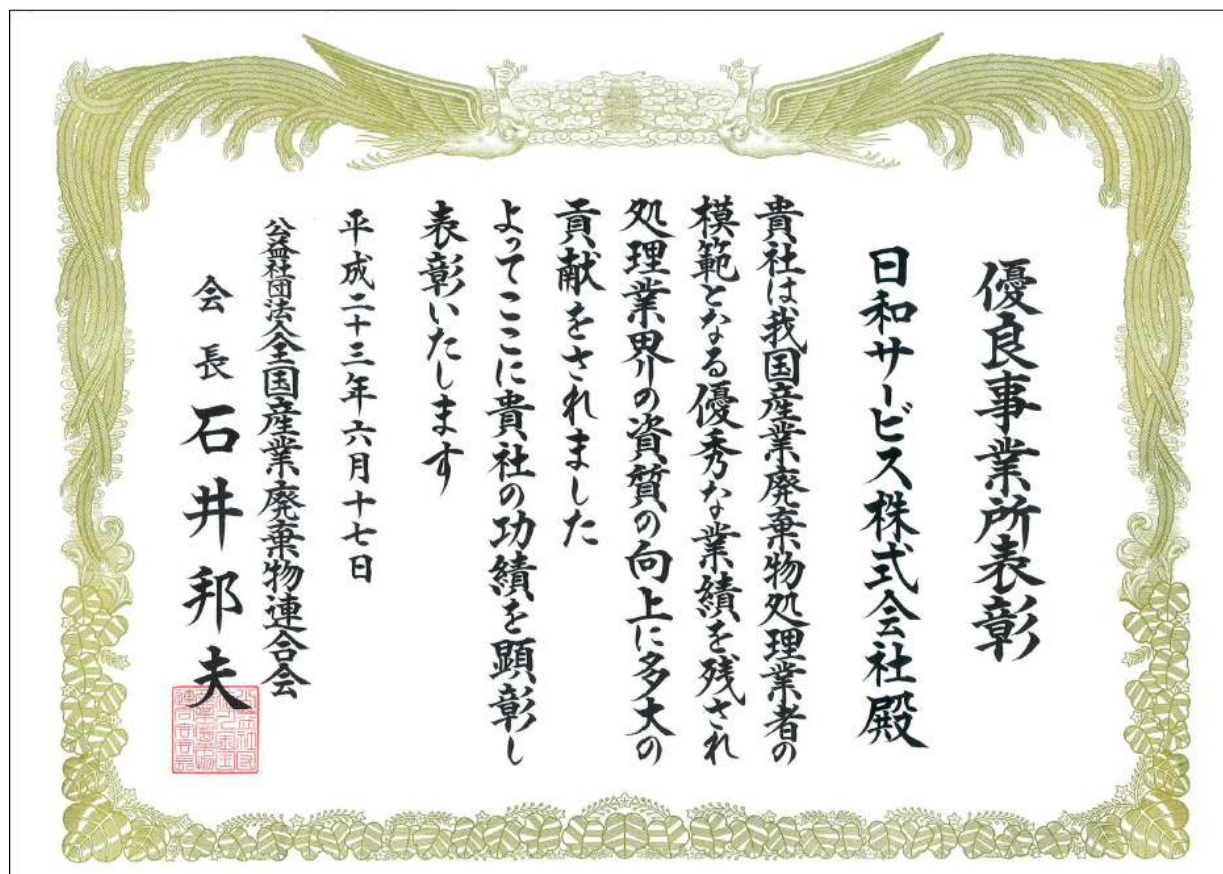 優良事業所表彰
日和サービス株式会社殿
貴社は我国産業廃棄物処理業者の
模範となる優秀な業績を残され
処理業界の資質の向上に多大の
貢献をされました
よってここに貴社の功績を顕彰し
表彰いたします
平成二十三年六月十七日
公益社団法人全国産業廃棄物連合会
会長 石井邦夫